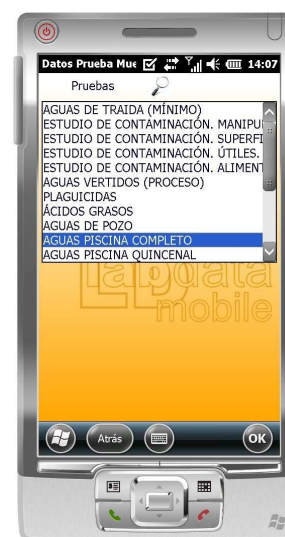 Datos Prueba Mue 14:07
Pruebas
AGUAS DE TRAIDA (MÍNIMO)
ESTUDIO DE CONTAMINACIÓN. MANIPU
ESTUDIO DE CONTAMINACIÓN. SUPERFI
ESTUDIO DE CONTAMINACIÓN. ÚTILES.
ESTUDIO DE CONTAMINACIÓN. ALIMENT
AGUAS VERTIDOS (PROCESO)
PLAGUICIDAS
ÁCIDOS GRASOS
AGUAS DE POZO
AGUAS PISCINA COMPLETO
AGUAS PISCINA QUINCENAL
labdata
mobile
Atrás OK